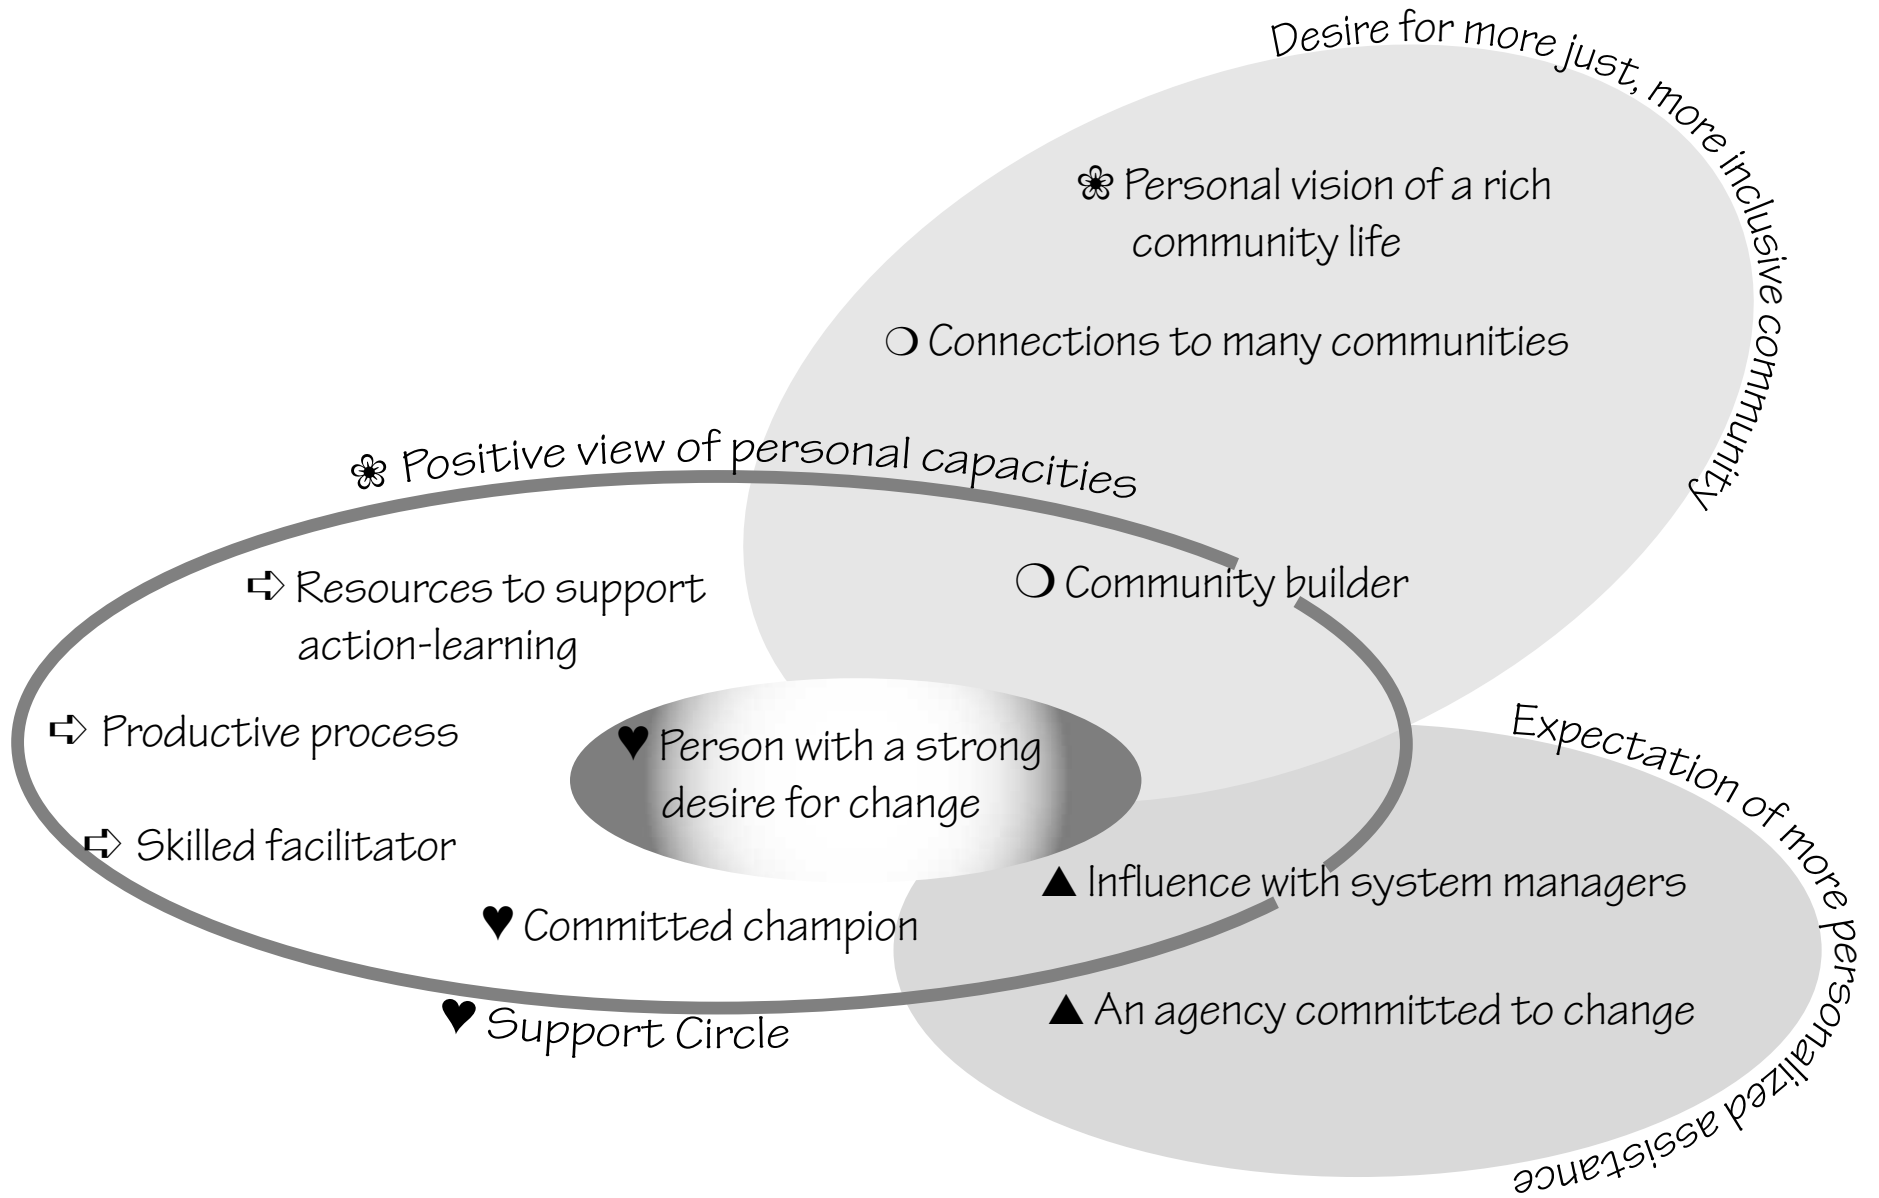 Desire for more just, more inclusive community
❀ Personal vision of a rich
community life
❍ Connections to many communities
❀ Positive view of personal capacities
➪ Resources to support
action-learning
❍ Community builder
➪ Productive process
♥ Person with a strong
desire for change
Expectation of more personalized assistance
➪ Skilled facilitator
▲ Influence with system managers
♥ Committed champion
▲ An agency committed to change
♥ Support Circle